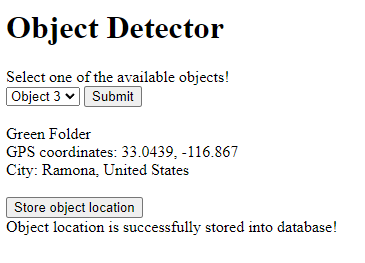 Object Detector
Select one of the available objects!
Object 3 Submit
Green Folder
GPS coordinates: 33.0439, -116.867
City: Ramona, United States
Store object location
Object location is successfully stored into database!